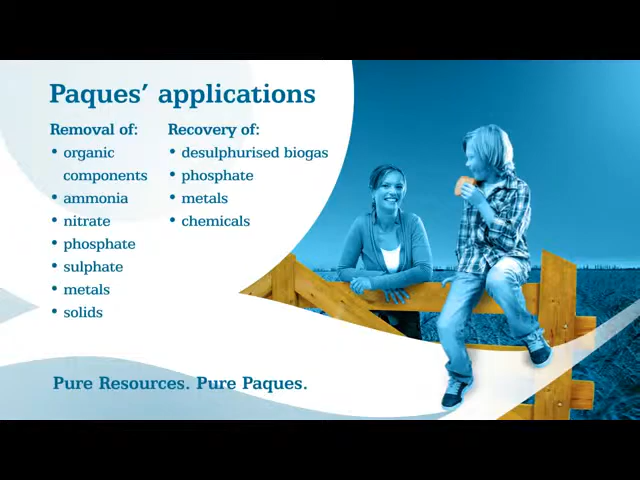 Paques’ applications
Removal of:
• organic
components
• ammonia
• nitrate
• phosphate
• sulphate
• metals
• solids
Recovery of:
• desulphurised biogas
• phosphate
• metals
• chemicals
Pure Resources. Pure Paques.